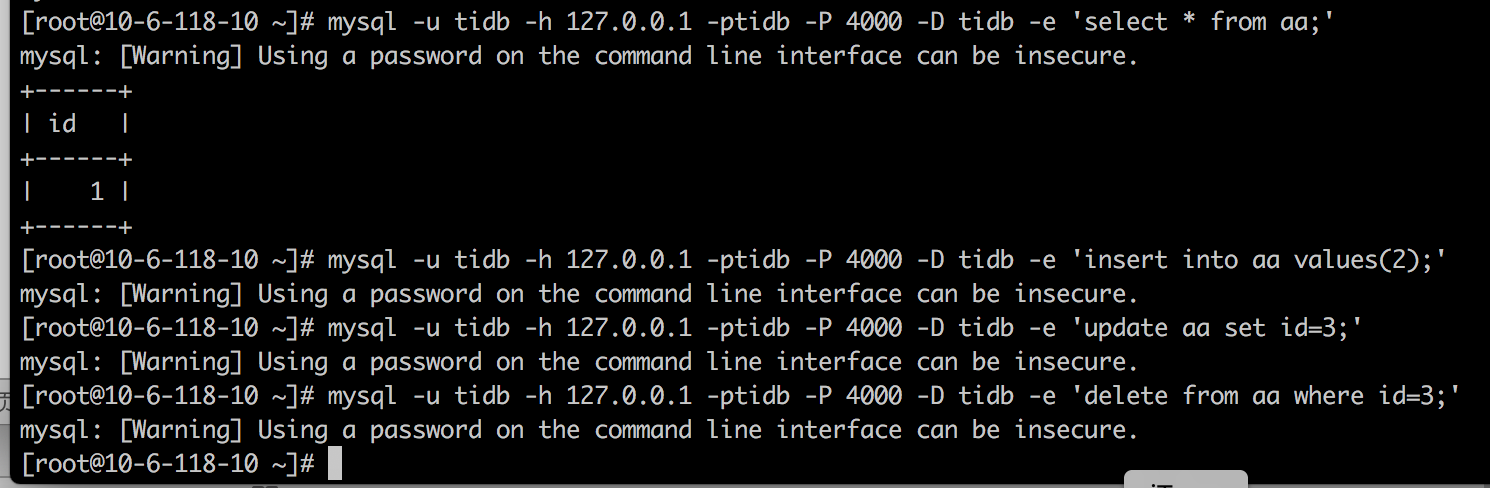 [root@10-6-118-10 ~]# mysql -u tidb -h 127.0.0.1 -ptidb -P 4000 -D tidb -e 'select * from aa;'
mysql: [Warning] Using a password on the command line interface can be insecure.
+------+
| id   |
+------+
|    1 |
+------+
[root@10-6-118-10 ~]# mysql -u tidb -h 127.0.0.1 -ptidb -P 4000 -D tidb -e 'insert into aa values(2);'
mysql: [Warning] Using a password on the command line interface can be insecure.
[root@10-6-118-10 ~]# mysql -u tidb -h 127.0.0.1 -ptidb -P 4000 -D tidb -e 'update aa set id=3;'
mysql: [Warning] Using a password on the command line interface can be insecure.
[root@10-6-118-10 ~]# mysql -u tidb -h 127.0.0.1 -ptidb -P 4000 -D tidb -e 'delete from aa where id=3;'
mysql: [Warning] Using a password on the command line interface can be insecure.
[root@10-6-118-10 ~]#